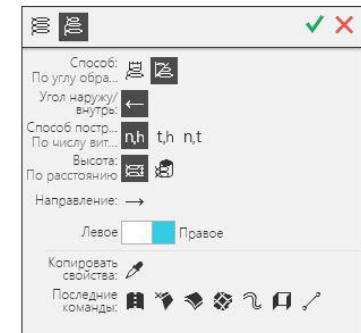 Способ:
По углу обра...
Угол наружу/
внутрь:
Способ постр...
По числу вит...
n,h t,h n,t
Высота:
По расстоянию
Направление:
Левое Правое
Копировать
свойства:
Последние
команды: